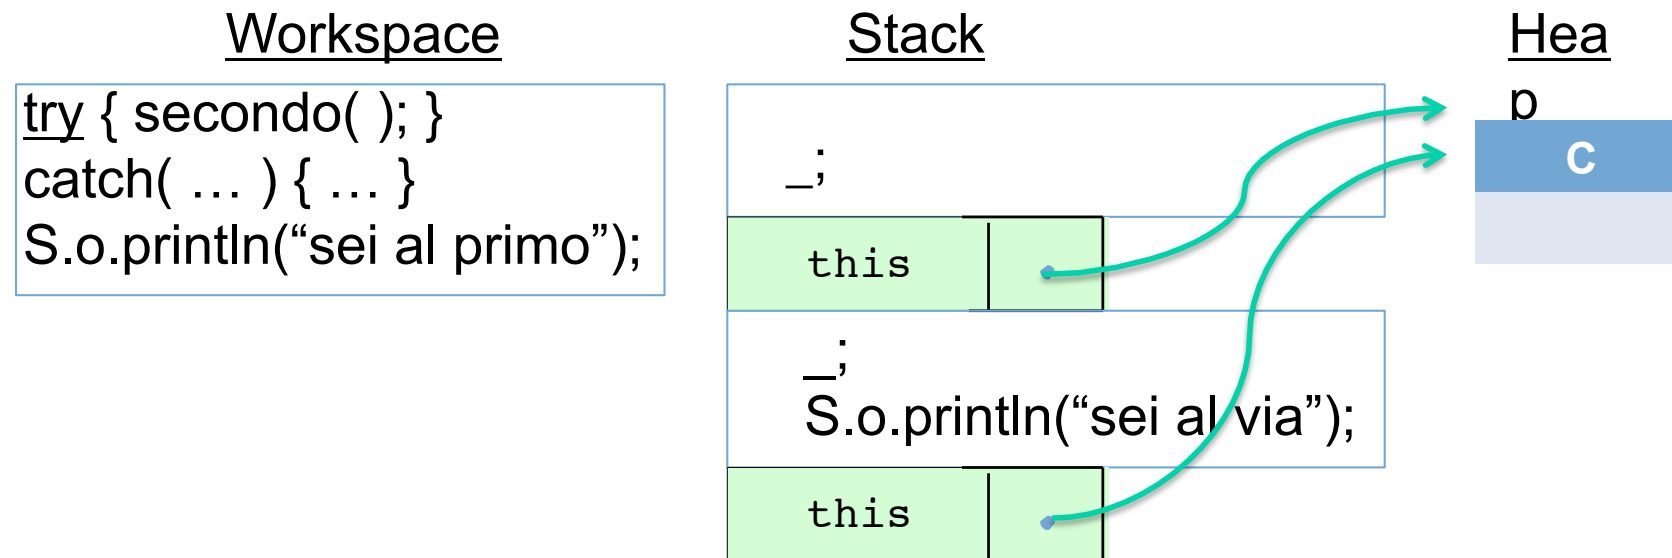 Workspace
try { secondo( ); }
catch( … ) { … }
S.o.println(“sei al primo”);
Stack
_;
this
_;
S.o.println(“sei al via”);
this
Hea
p
C